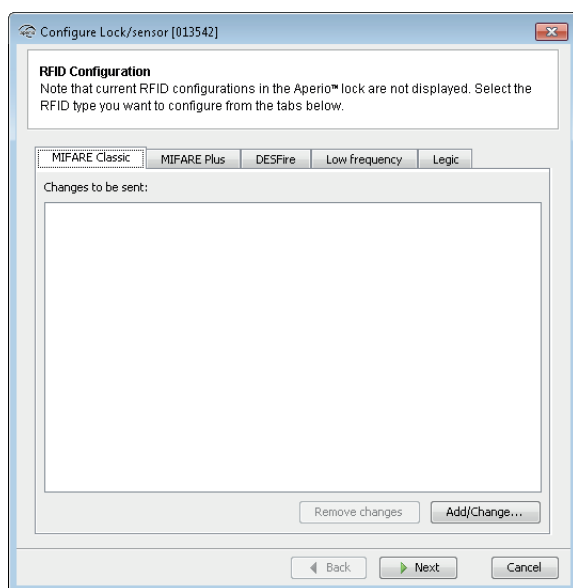 Configure Lock/sensor [013542]
RFID Configuration
Note that current RFID configurations in the Aperio™ lock are not displayed. Select the
RFID type you want to configure from the tabs below.
MIFARE Classic MIFARE Plus DESFire Low frequency Legic
Changes to be sent:
Remove changes Add/Change...
Back Next Cancel